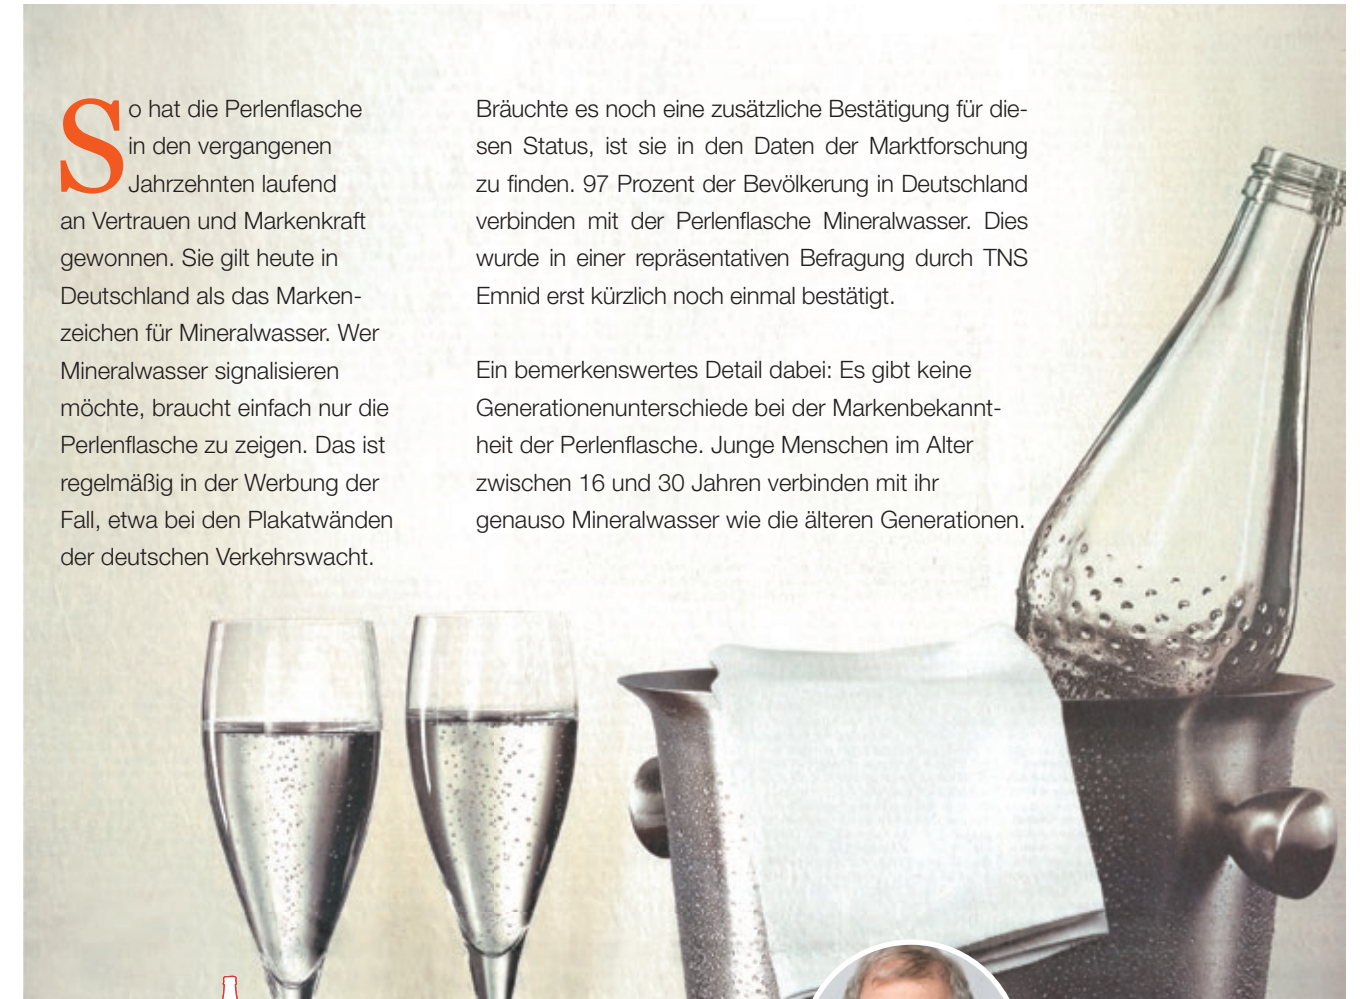 So hat die Perlenflasche
in den vergangenen
Jahrzehnten laufend
an Vertrauen und Markenkraft
gewonnen. Sie gilt heute in
Deutschland als das Marken-
zeichen für Mineralwasser. Wer
Mineralwasser signalisieren
möchte, braucht einfach nur die
Perlenflasche zu zeigen. Das ist
regelmäßig in der Werbung der
Fall, etwa bei den Plakatwänden
der deutschen Verkehrswacht.
Bräuchte es noch eine zusätzliche Bestätigung für die-
sen Status, ist sie in den Daten der Marktforschung
zu finden. 97 Prozent der Bevölkerung in Deutschland
verbinden mit der Perlenflasche Mineralwasser. Dies
wurde in einer repräsentativen Befragung durch TNS
Emnid erst kürzlich noch einmal bestätigt.
Ein bemerkenswertes Detail dabei: Es gibt keine
Generationenunterschiede bei der Markenbekannt-
heit der Perlenflasche. Junge Menschen im Alter
zwischen 16 und 30 Jahren verbinden mit ihr
genauso Mineralwasser wie die älteren Generationen.